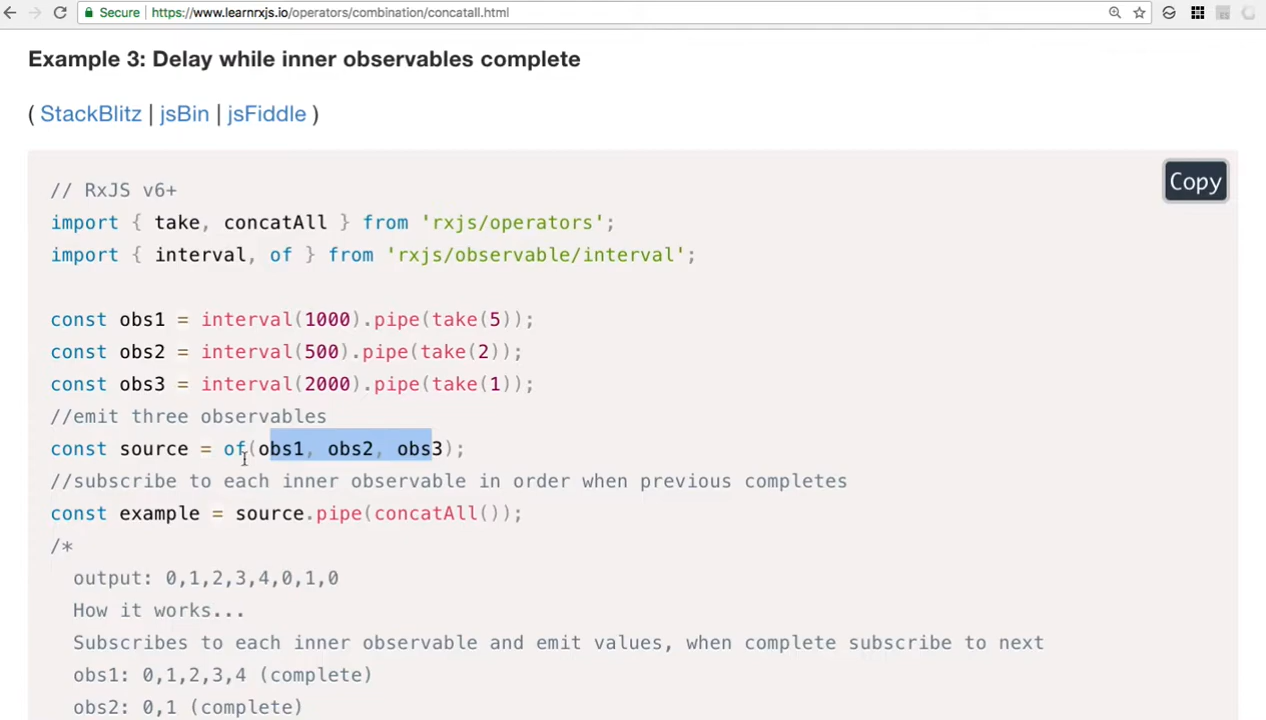 Secure | https://www.learnrxjs.io/operators/combination/concatall.html
Example 3: Delay while inner observables complete
( StackBlitz | jsBin | jsFiddle )
Copy
// RxJS v6+
import { take, concatAll } from 'rxjs/operators';
import { interval, of } from 'rxjs/observable/interval';
const obs1 = interval(1000).pipe(take(5));
const obs2 = interval(500).pipe(take(2));
const obs3 = interval(2000).pipe(take(1));
//emit three observables
const source = of(obs1, obs2, obs3);
//subscribe to each inner observable in order when previous completes
const example = source.pipe(concatAll());
/*
output: 0,1,2,3,4,0,1,0
How it works...
Subscribes to each inner observable and emit values, when complete subscribe to next
obs1: 0,1,2,3,4 (complete)
obs2: 0,1 (complete)